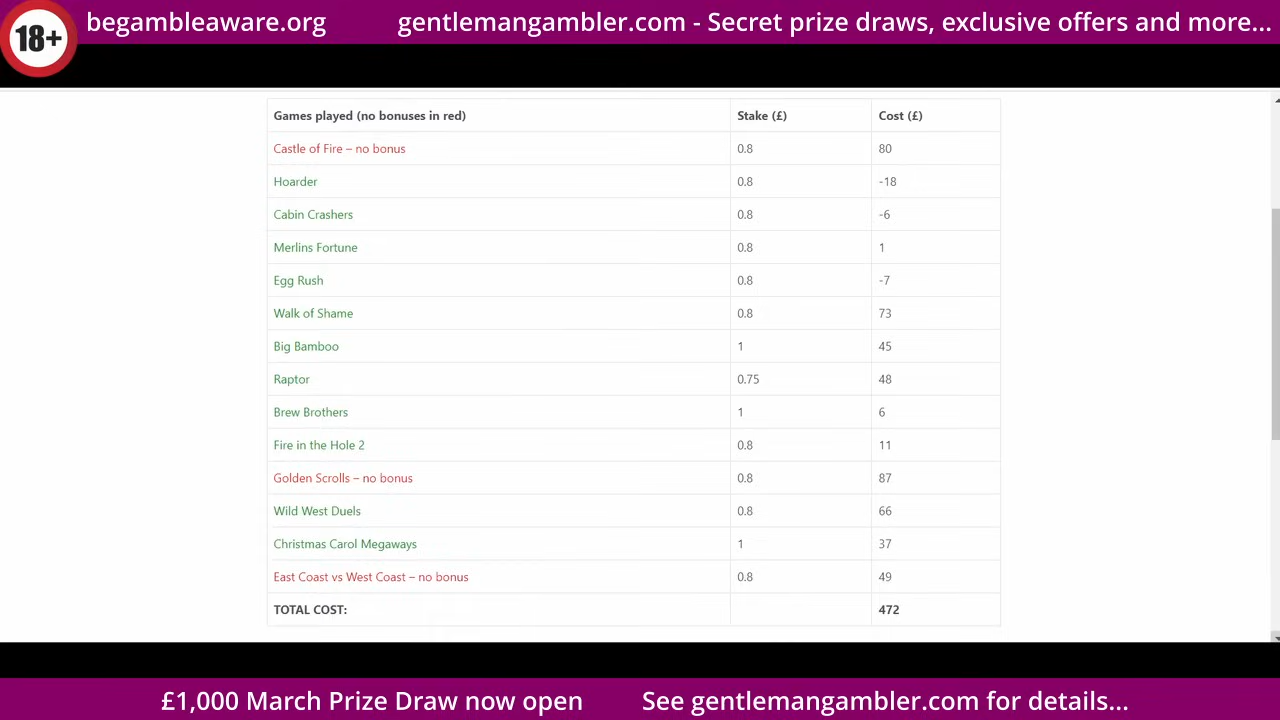 begambleaware.org gentlemangambler.com - Secret prize draws, exclusive offers and more...
18+
Games played (no bonuses in red) Stake (£) Cost (£)
Castle of Fire – no bonus 0.8 80
Hoarder 0.8 -18
Cabin Crashers 0.8 -6
Merlins Fortune 0.8 1
Egg Rush 0.8 -7
Walk of Shame 0.8 73
Big Bamboo 1 45
Raptor 0.75 48
Brew Brothers 1 6
Fire in the Hole 2 0.8 11
Golden Scrolls – no bonus 0.8 87
Wild West Duels 0.8 66
Christmas Carol Megaways 1 37
East Coast vs West Coast – no bonus 0.8 49
TOTAL COST: 472
£1,000 March Prize Draw now open See gentlemangambler.com for details...